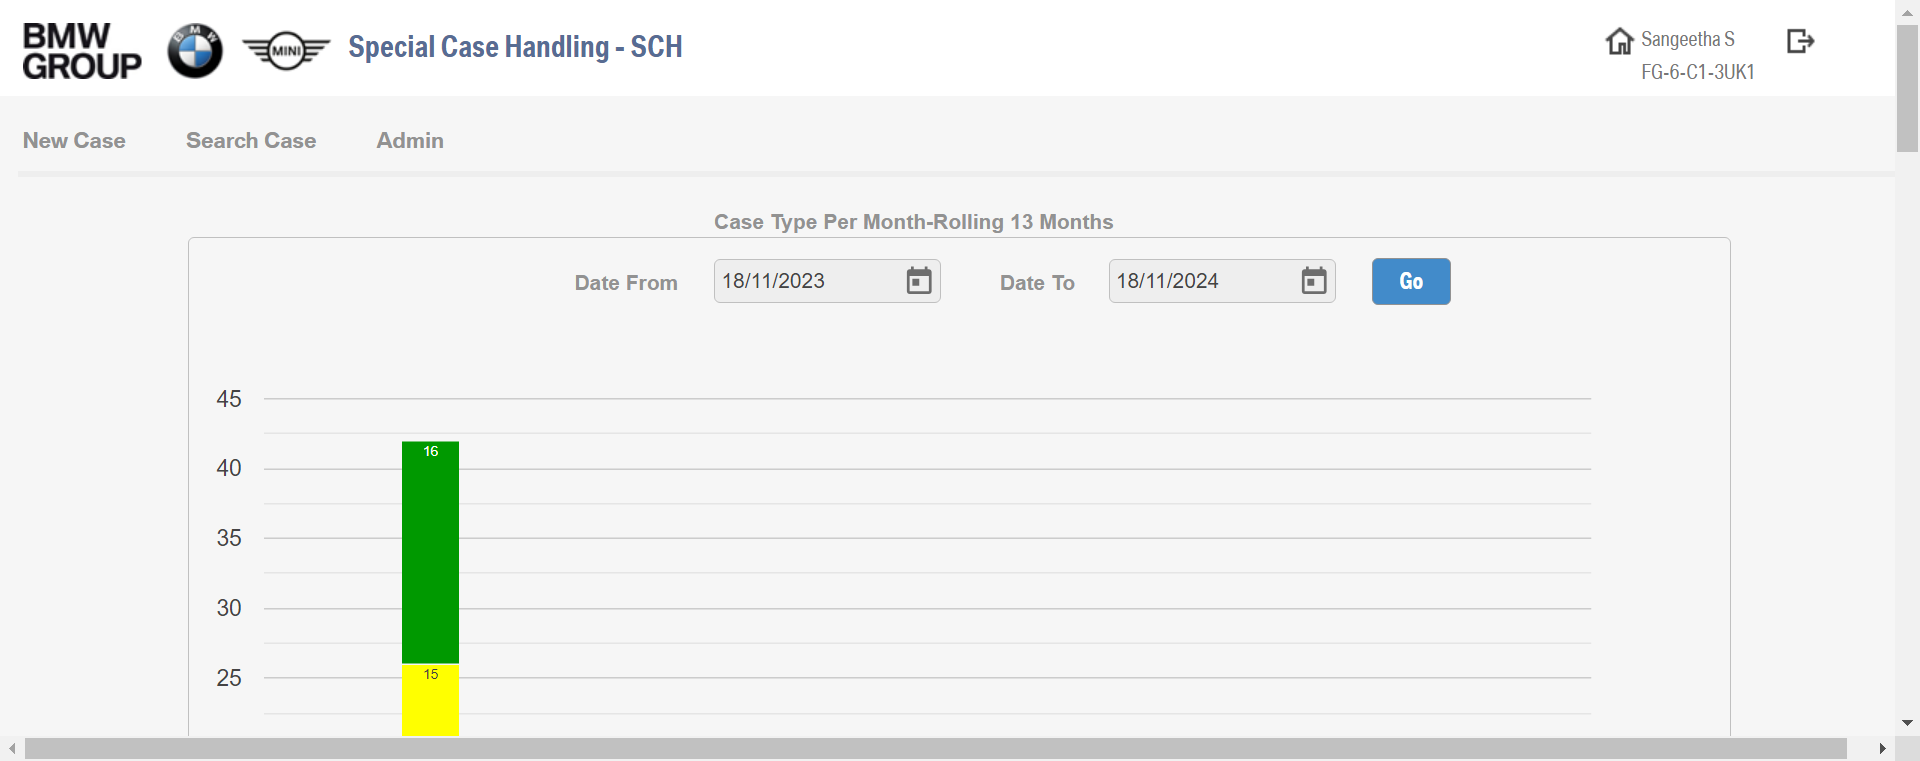 BMW GROUP
BMW
MINI
Special Case Handling - SCH
Sangeetha S
FG-6-C1-3UK1
New Case
Search Case
Admin
Case Type Per Month-Rolling 13 Months
Date From
18/11/2023
Date To
18/11/2024
Go
45
16
40
35
30
25
15